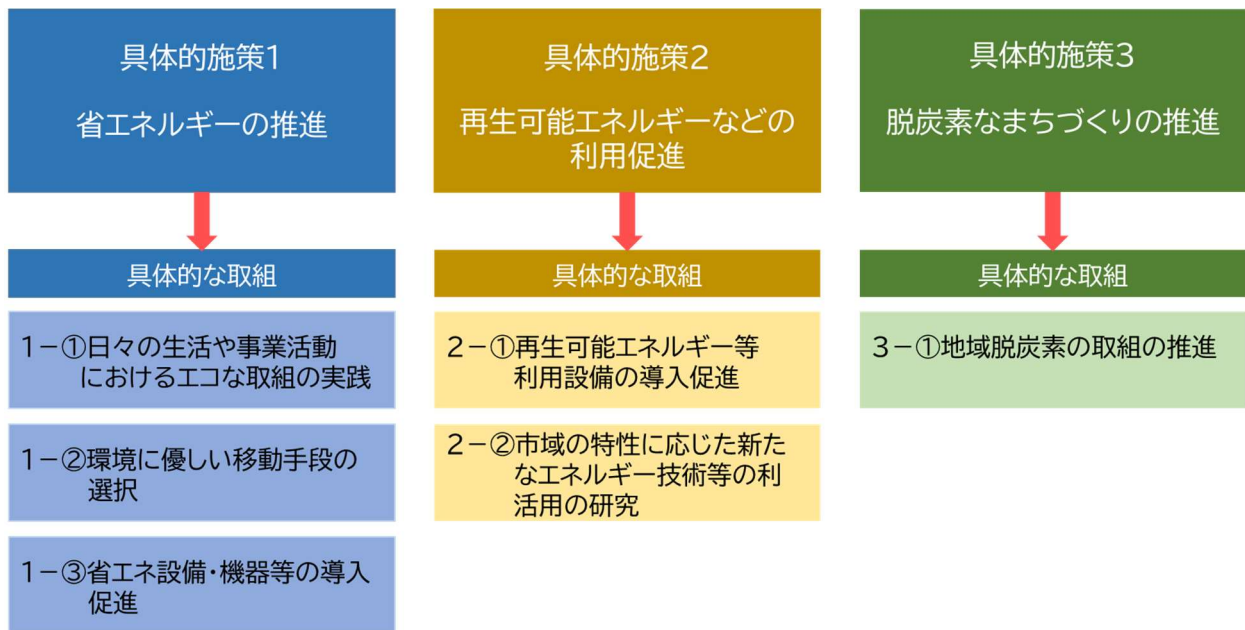 具体的施策1
省エネルギーの推進
具体的な取組
1－①日々の生活や事業活動
におけるエコな取組の実践
1－②環境に優しい移動手段の
選択
1－③省エネ設備・機器等の導入
促進
具体的施策2
再生可能エネルギーなどの
利用促進
具体的な取組
2－①再生可能エネルギー等
利用設備の導入促進
2－②市域の特性に応じた新た
なエネルギー技術等の利
活用の研究
具体的施策3
脱炭素なまちづくりの推進
具体的な取組
3－①地域脱炭素の取組の推進